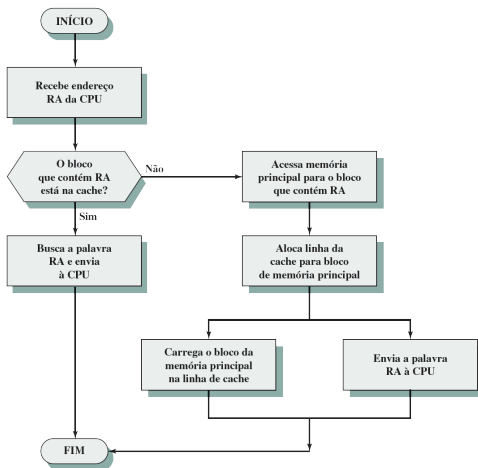 INÍCIO
Recebe endereço
RA da CPU
O bloco
que contém RA
está na cache?
Não
Sim
Acessa memória
principal para o bloco
que contém RA
Busca a palavra
RA e envia
à CPU
Aloca linha da
cache para bloco
de memória principal
Carrega o bloco da
memória principal
na linha de cache
Envia a palavra
RA à CPU
FIM